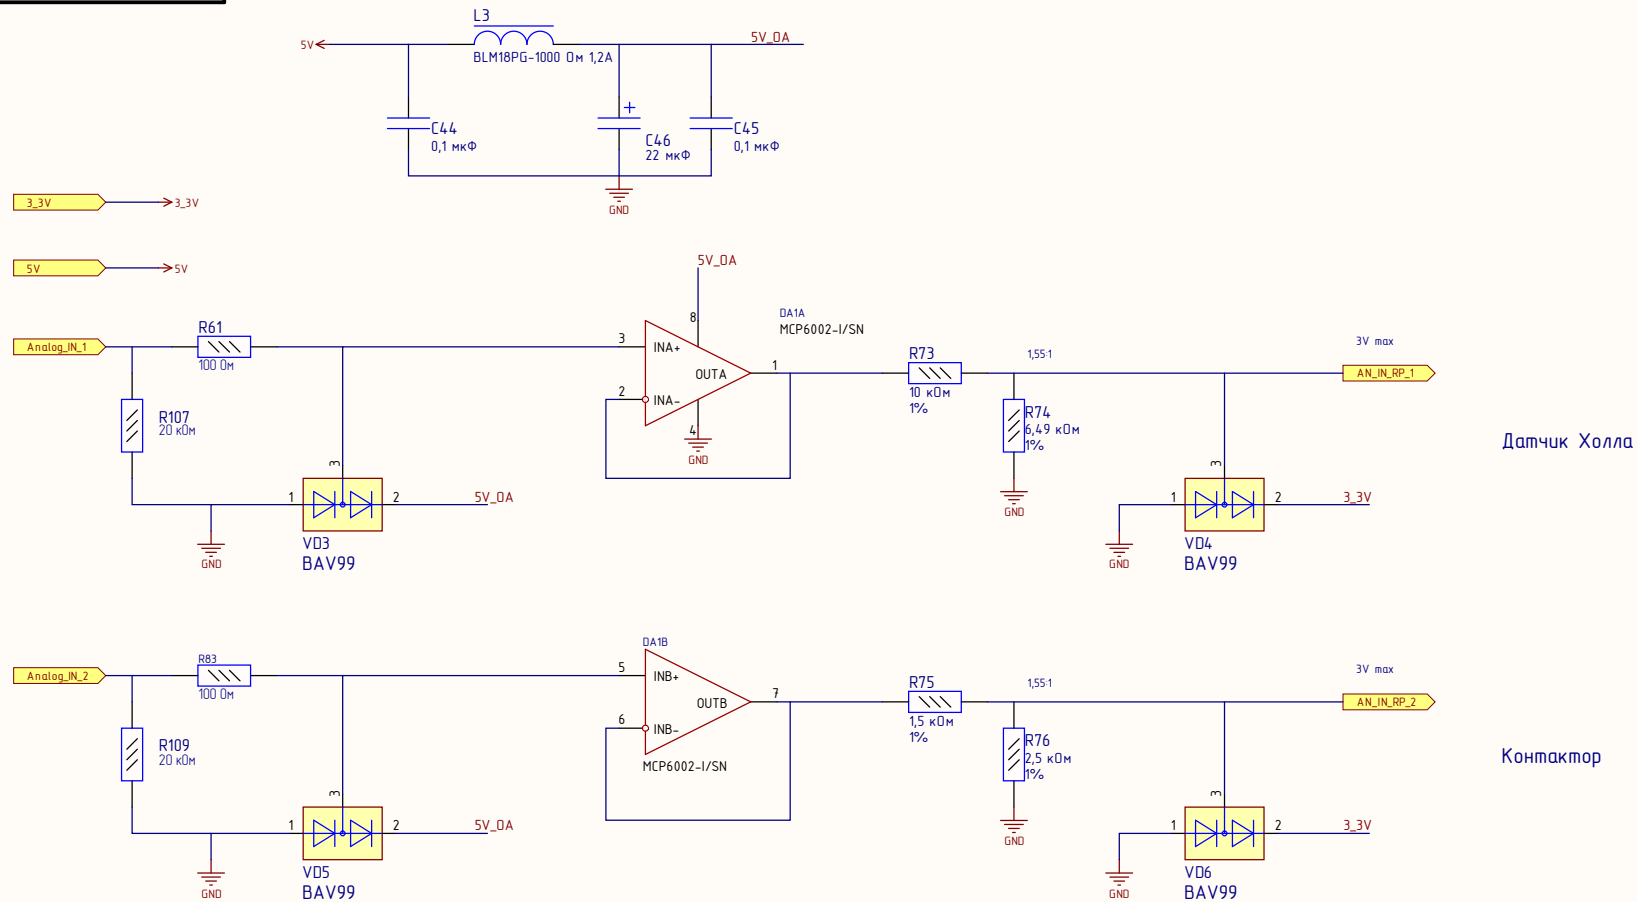 L3
5V
5V_0A
BLM18PG-1000 Ом 1,2А
C44
0,1 мкФ
C46
22 мкФ
C45
0,1 мкФ
GND
3_3V
3_3V
5V
5V
5V_0A
DA1A
MCP6002-I/SN
Analog_IN_1
R61
100 Ом
3
8
INA+
OUTA
1
2
INA-
4
GND
R73
10 кОм
1%
1,55:1
3V max
AN_IN_RP_1
R107
20 кОм
R74
6,49 кОм
1%
GND
Датчик Холла
3
1
2
5V_0A
VD3
BAV99
GND
3
1
2
3_3V
VD4
BAV99
GND
DA1B
Analog_IN_2
R83
100 Ом
5
INB+
OUTB
7
6
INB-
MCP6002-I/SN
R75
1,5 кОм
1%
1,55:1
3V max
AN_IN_RP_2
R109
20 кОм
R76
2,5 кОм
1%
GND
Контактор
3
1
2
5V_0A
VD5
BAV99
GND
3
1
2
3_3V
VD6
BAV99
GND